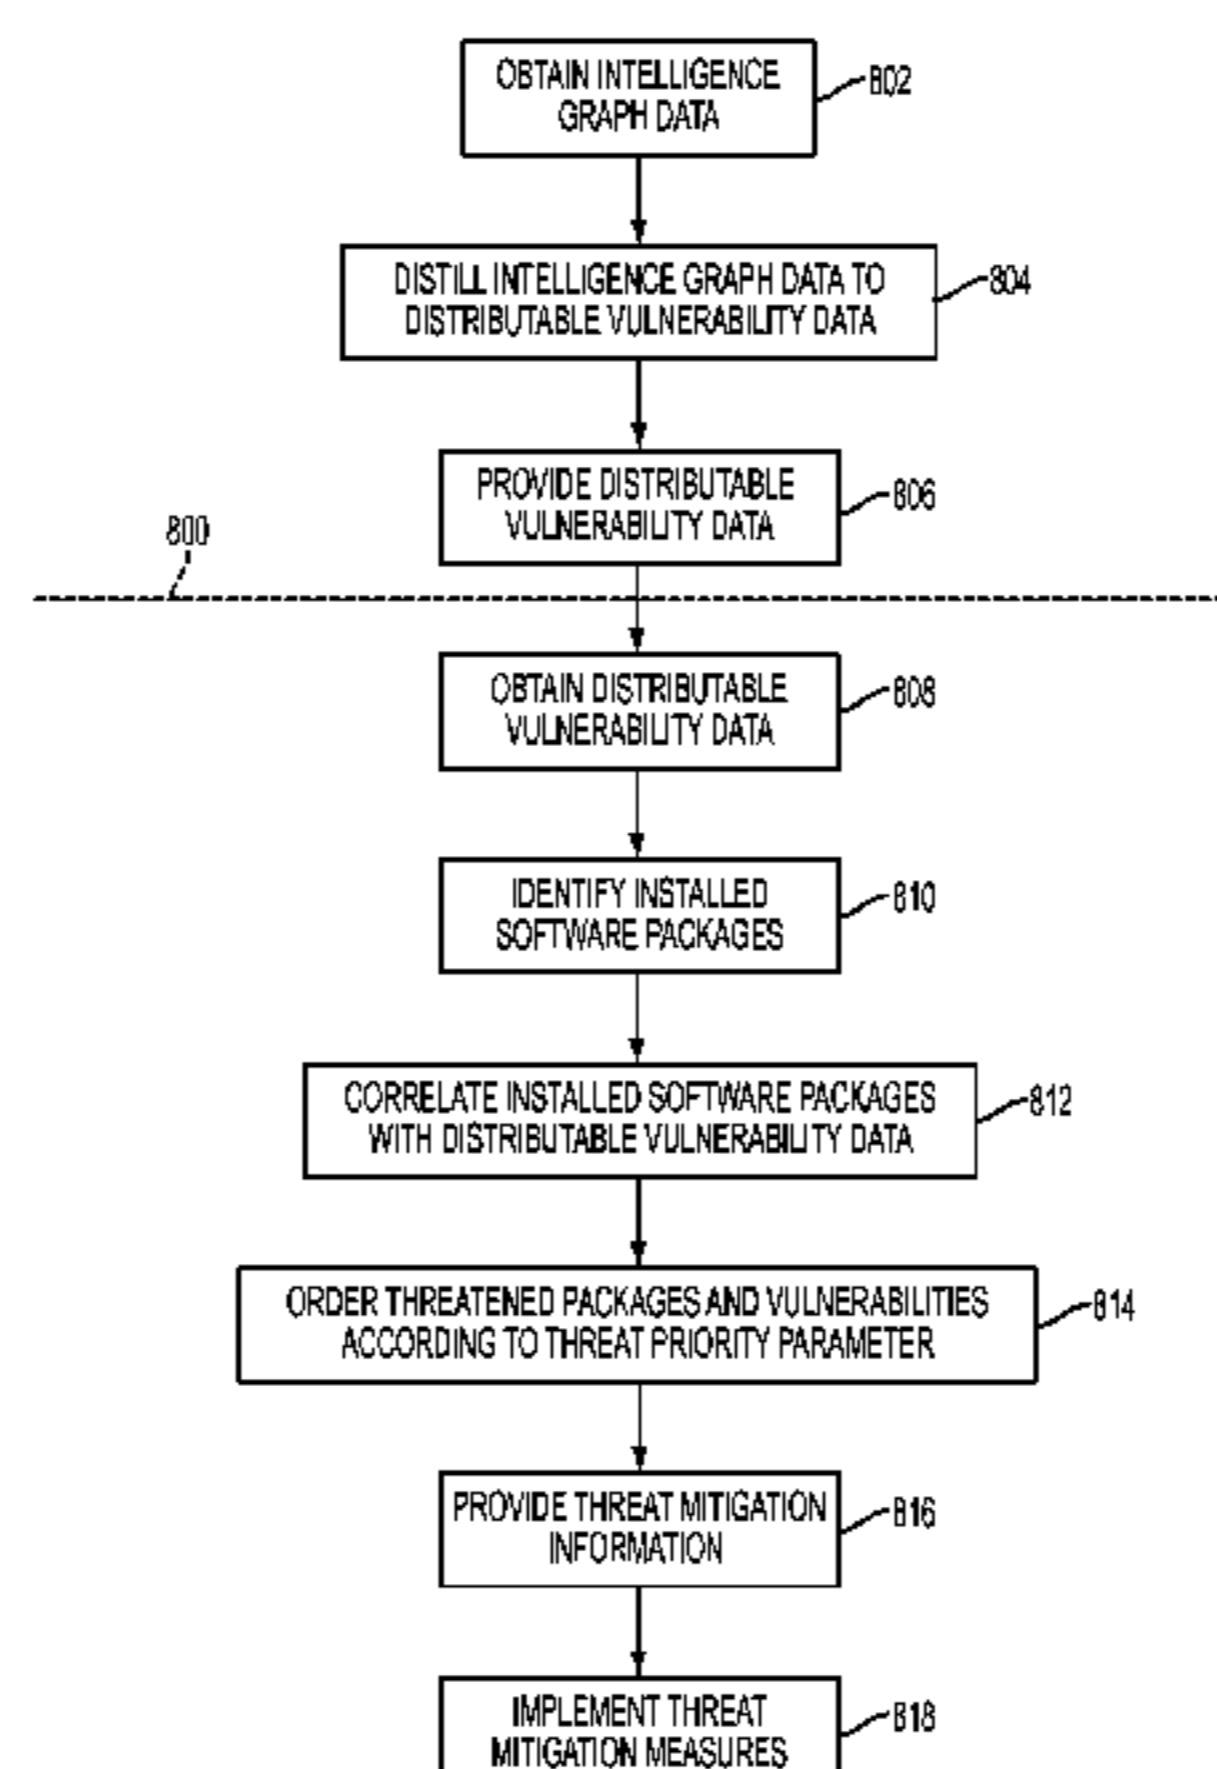 OBTAIN INTELLIGENCE
GRAPH DATA
802
DISTILL INTELLIGENCE GRAPH DATA TO
DISTRIBUTABLE VULNERABILITY DATA
804
PROVIDE DISTRIBUTABLE
VULNERABILITY DATA
806
800
OBTAIN DISTRIBUTABLE
VULNERABILITY DATA
808
IDENTIFY INSTALLED
SOFTWARE PACKAGES
810
CORRELATE INSTALLED SOFTWARE PACKAGES
WITH DISTRIBUTABLE VULNERABILITY DATA
812
ORDER THREATENED PACKAGES AND VULNERABILITIES
ACCORDING TO THREAT PRIORITY PARAMETER
814
PROVIDE THREAT MITIGATION
INFORMATION
816
IMPLEMENT THREAT
MITIGATION MEASURES
818